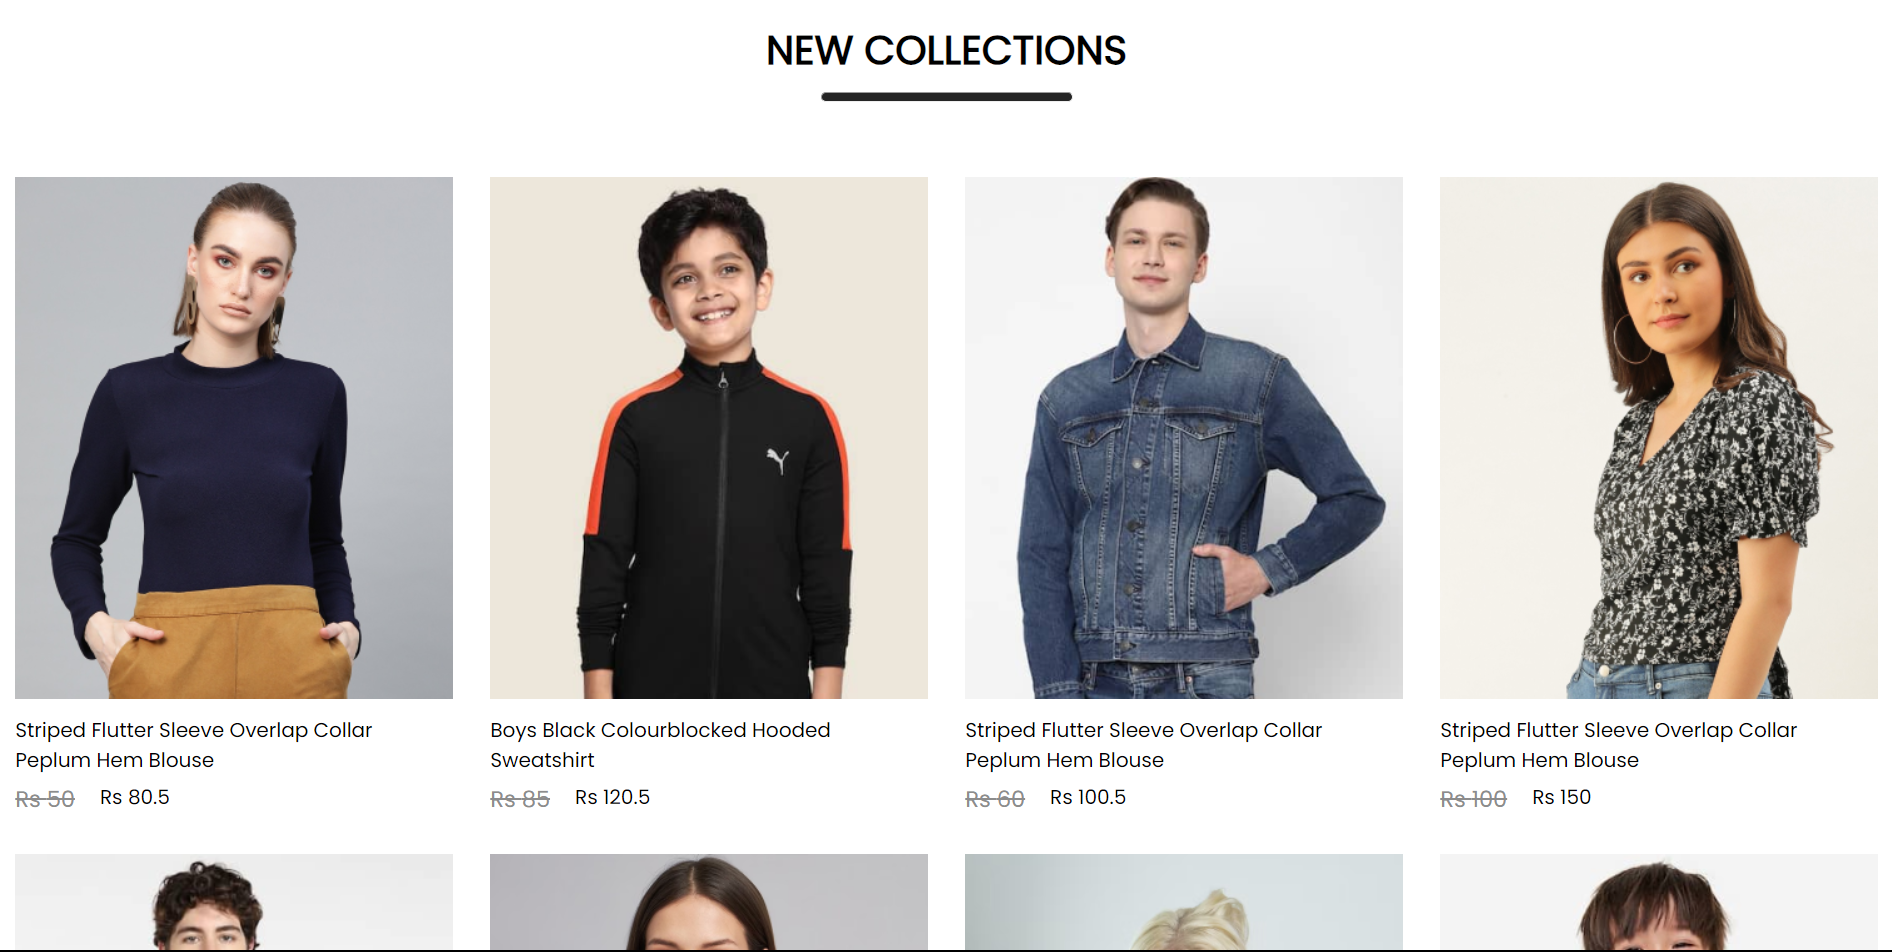 NEW COLLECTIONS
Striped Flutter Sleeve Overlap Collar
Peplum Hem Blouse
Rs 50 Rs 80.5
Boys Black Colourblocked Hooded
Sweatshirt
Rs 85 Rs 120.5
Striped Flutter Sleeve Overlap Collar
Peplum Hem Blouse
Rs 60 Rs 100.5
Striped Flutter Sleeve Overlap Collar
Peplum Hem Blouse
Rs 100 Rs 150